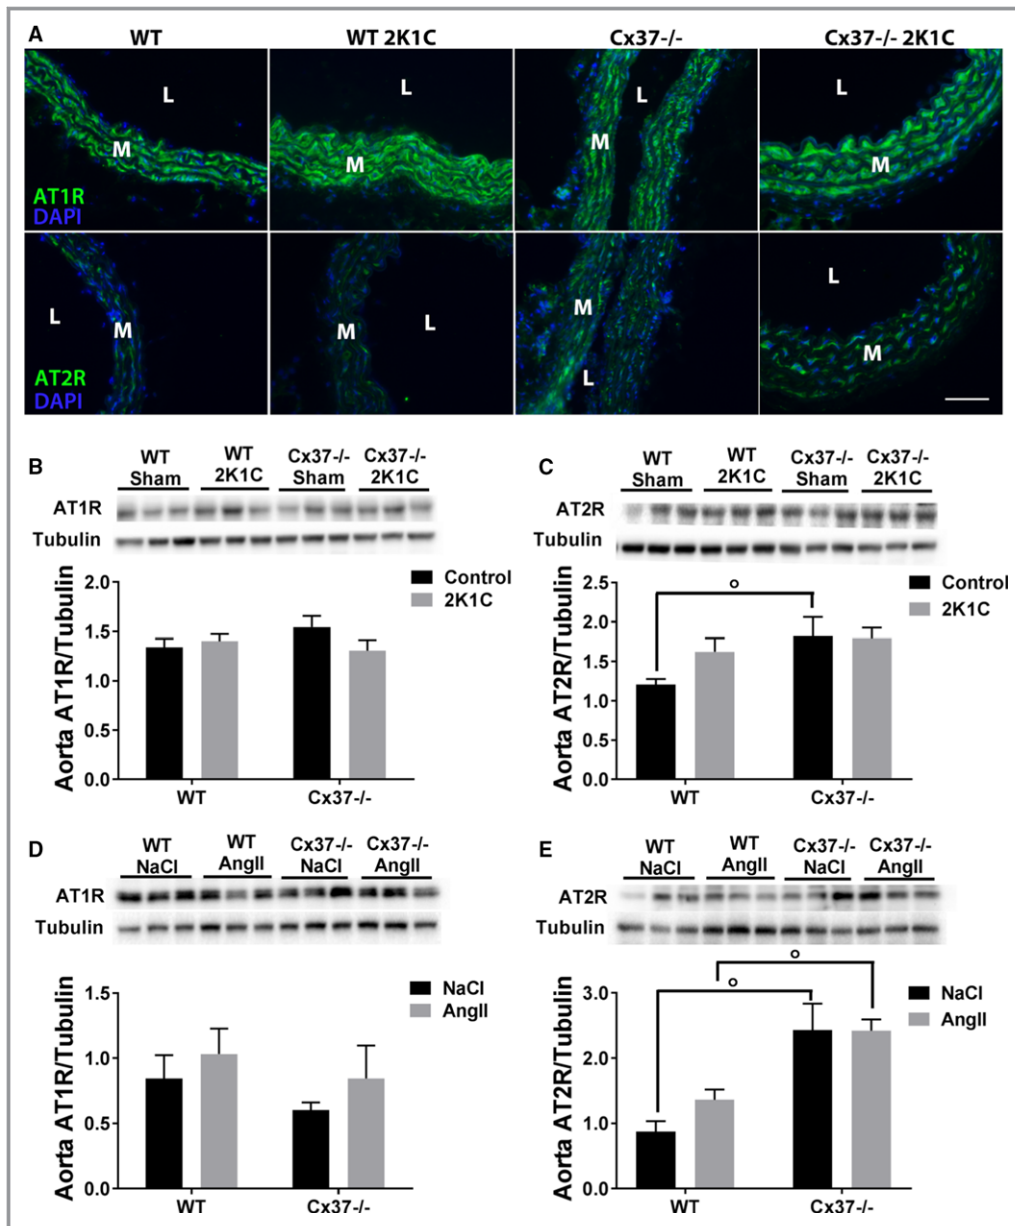 A
WT
WT 2K1C
Cx37-/-
Cx37-/- 2K1C
L
L
L
L
M
M
M
M
AT1R
DAPI
L
M
M
L
M
L
L
M
AT2R
DAPI
B
WT
Sham
WT
2K1C
Cx37-/-
Sham
Cx37-/-
2K1C
AT1R
Tubulin
Control
2K1C
Aorta AT1R/Tubulin
2.0
1.5
1.0
0.5
0.0
WT
Cx37-/-
C
WT
Sham
WT
2K1C
Cx37-/-
Sham
Cx37-/-
2K1C
AT2R
Tubulin
Control
2K1C
Aorta AT2R/Tubulin
2.5
2.0
1.5
1.0
0.5
0.0
WT
Cx37-/-
D
WT
NaCl
WT
AngII
Cx37-/-
NaCl
Cx37-/-
AngII
AT1R
Tubulin
NaCl
AngII
Aorta AT1R/Tubulin
1.5
1.0
0.5
0.0
WT
Cx37-/-
E
WT
NaCl
WT
AngII
Cx37-/-
NaCl
Cx37-/-
AngII
AT2R
Tubulin
NaCl
AngII
Aorta AT2R/Tubulin
3.0
2.0
1.0
0.0
WT
Cx37-/-